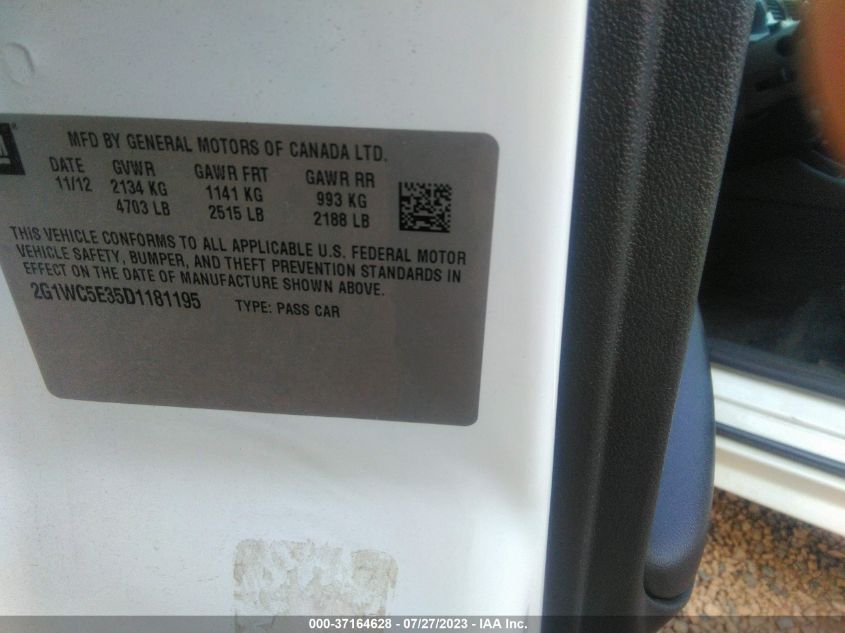 MFD BY GENERAL MOTORS OF CANADA LTD.
DATE GVWR GAWR FRT GAWR RR
11/12 2134 KG 1141 KG 993 KG
4703 LB 2515 LB 2188 LB
THIS VEHICLE CONFORMS TO ALL APPLICABLE U.S. FEDERAL MOTOR
VEHICLE SAFETY, BUMPER, AND THEFT PREVENTION STANDARDS IN
EFFECT ON THE DATE OF MANUFACTURE SHOWN ABOVE.
2G1WC5E35D1181195 TYPE: PASS CAR
000-37164628 - 07/27/2023 - IAA Inc.